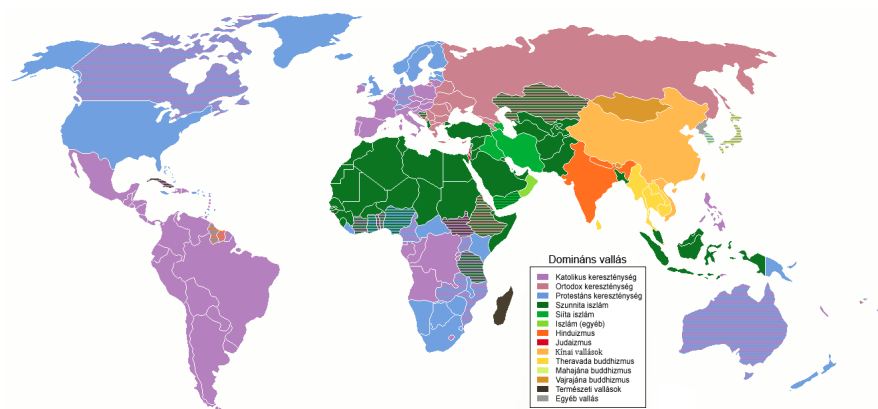 Domináns vallás
Katolikus kereszténység
Ortodox kereszténység
Protestáns kereszténység
Szunnita iszlám
Síita iszlám
Iszlám (egyéb)
Hinduizmus
Judaizmus
Kínai vallások
Theravada buddhizmus
Mahajána buddhizmus
Vajrajána buddhizmus
Természeti vallások
Egyéb vallás